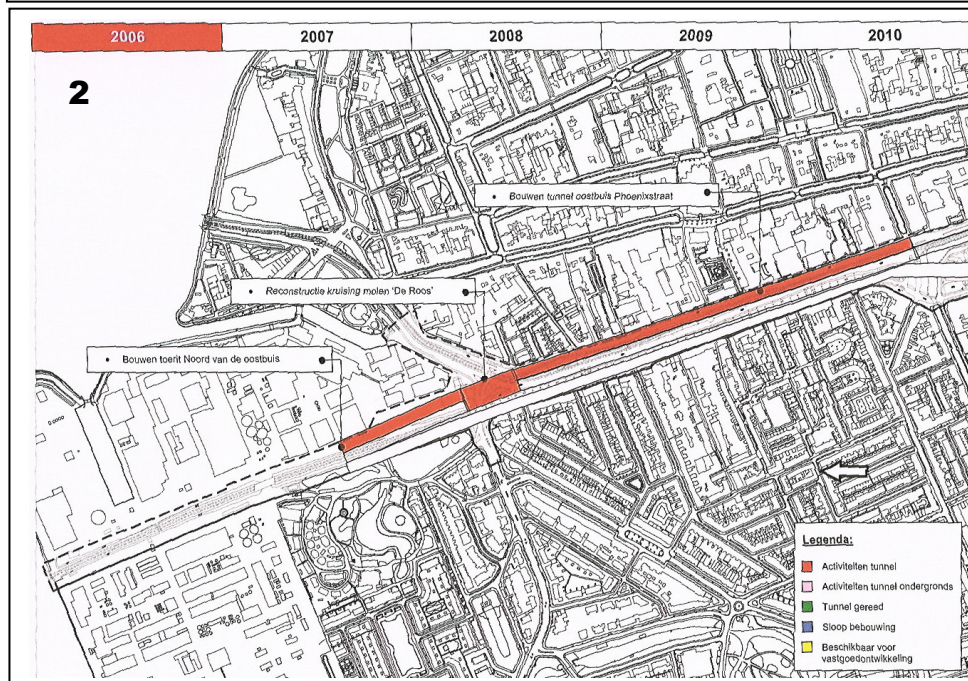 2006 2007 2008 2009 2010
2
• Bouwen tunnel oostbuis Phoenixstraat
• Reconstructie kruising molen 'De Roos'
• Bouwen toerit Noord van de oostbuis
Legenda:
Activiteiten tunnel
Activiteiten tunnel ondergronds
Tunnel gereed
Sloop bebouwing
Beschikbaar voor
vastgoedontwikkeling